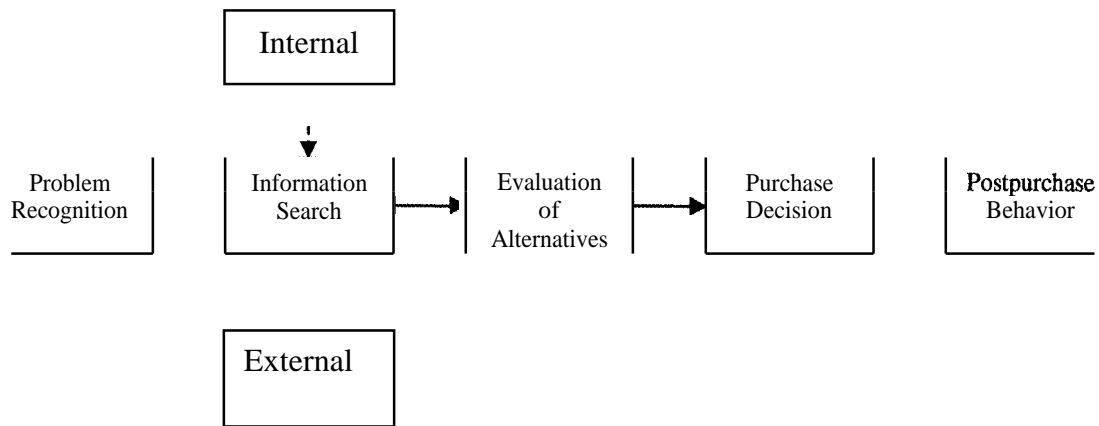 Internal
Problem
Recognition
Information
Search
Evaluation
of
Alternatives
Purchase
Decision
Postpurchase
Behavior
External